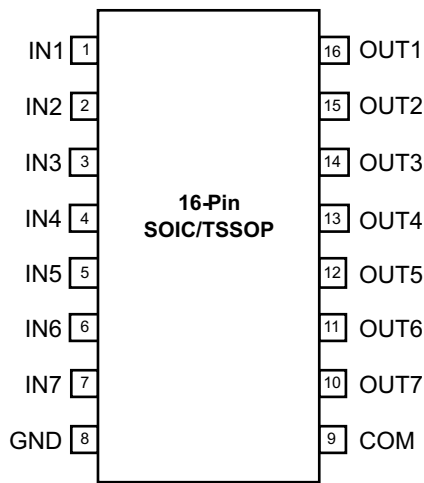 IN1 1 16 OUT1
IN2 2 15 OUT2
IN3 3 14 OUT3
16-Pin
SOIC/TSSOP
IN4 4 13 OUT4
IN5 5 12 OUT5
IN6 6 11 OUT6
IN7 7 10 OUT7
GND 8 9 COM